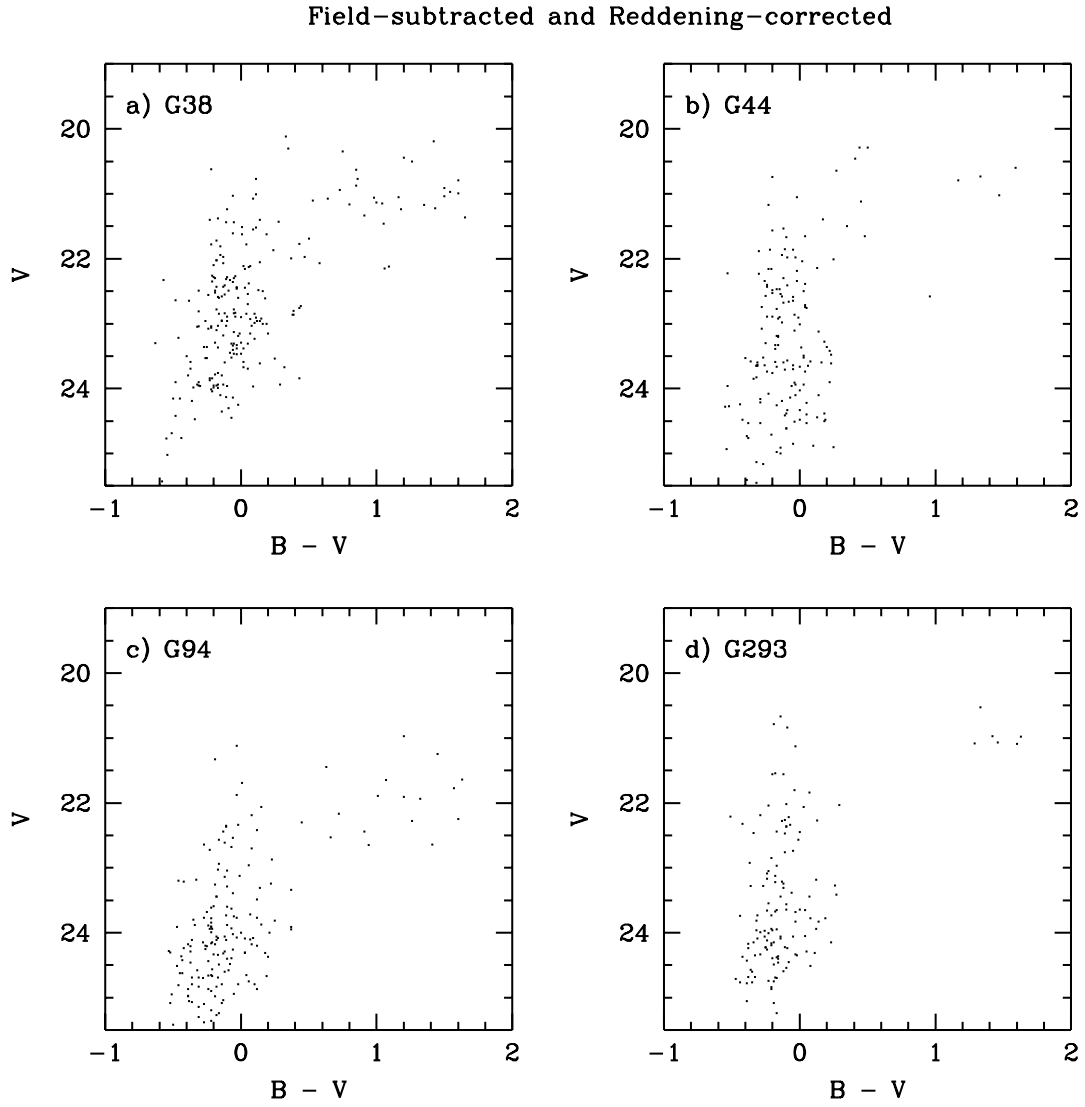 Field-subtracted and Reddening-corrected
a) G38
20
22
24
V
-1 0 1 2
B - V
b) G44
20
22
24
V
-1 0 1 2
B - V
c) G94
20
22
24
V
-1 0 1 2
B - V
d) G293
20
22
24
V
-1 0 1 2
B - V